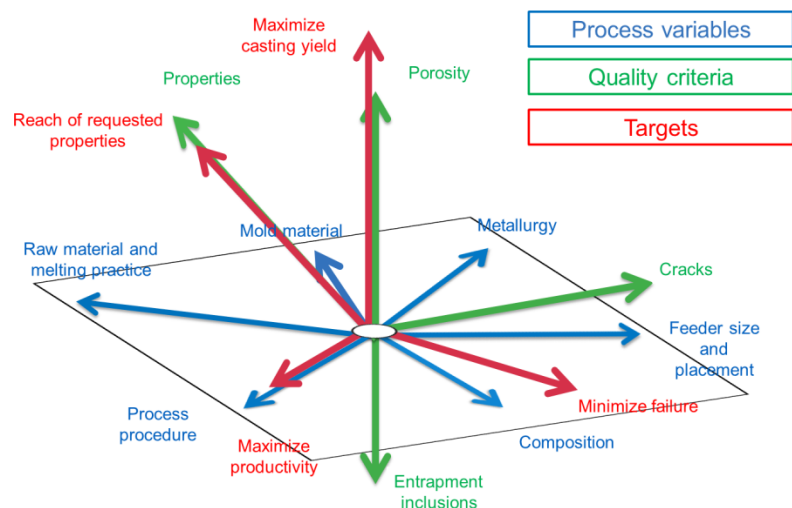 Maximize
casting yield
Process variables
Properties
Porosity
Quality criteria
Reach of requested
properties
Targets
Mold material
Metallurgy
Raw material and
melting practice
Cracks
Feeder size
and
placement
Process
procedure
Minimize failure
Maximize
productivity
Composition
Entrapment
inclusions